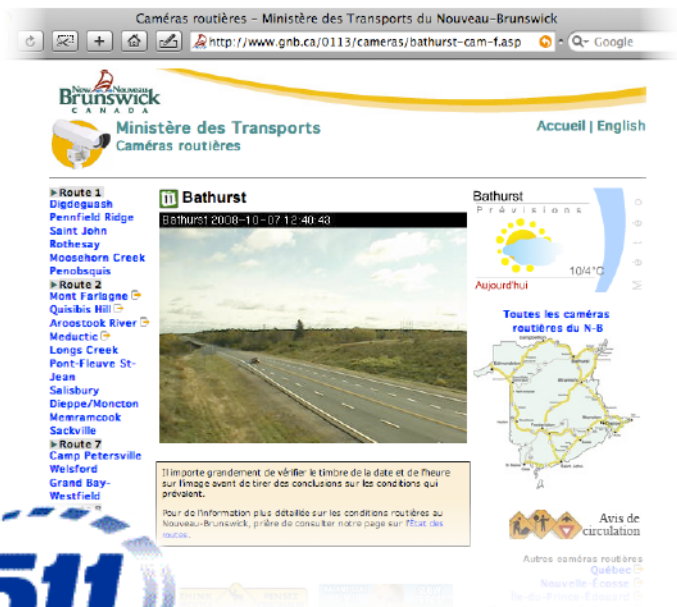 Caméras routières - Ministère des Transports du Nouveau-Brunswick
http://www.gnb.ca/0113/cameras/bathurst-cam-f.asp
Google
New Nouveau
Brunswick
CANADA
Ministère des Transports
Caméras routières
Accueil | English
Route 1
Digdeguash
Pennfield Ridge
Saint John
Rothesay
Moosehorn Creek
Penobsquis
Route 2
Mont Farlagne
Quisibis Hill
Aroostook River
Meductic
Longs Creek
Pont-Fleuve St-
Jean
Salisbury
Dieppe/Moncton
Memramcook
Sackville
Route 7
Camp Petersville
Welsford
Grand Bay-
Westfield
11 Bathurst
Bathurst 2008-10-07 12:40:43
Il importe grandement de vérifier le timbre de la date et de l'heure
sur l'image avant de tirer des conclusions sur les conditions qui
prévalent.
Pour de l'information plus détaillée sur les conditions routières au
Nouveau-Brunswick, prière de consulter notre page sur l'État des
routes.
Bathurst
Prévisions
Météo
10/4°C
Aujourd'hui
Toutes les caméras
routières du N-B
Avis de
circulation
Autres caméras routières
Québec
Nouvelle-Écosse
Île-du-Prince-Édouard
511
THINK
PENSEZ